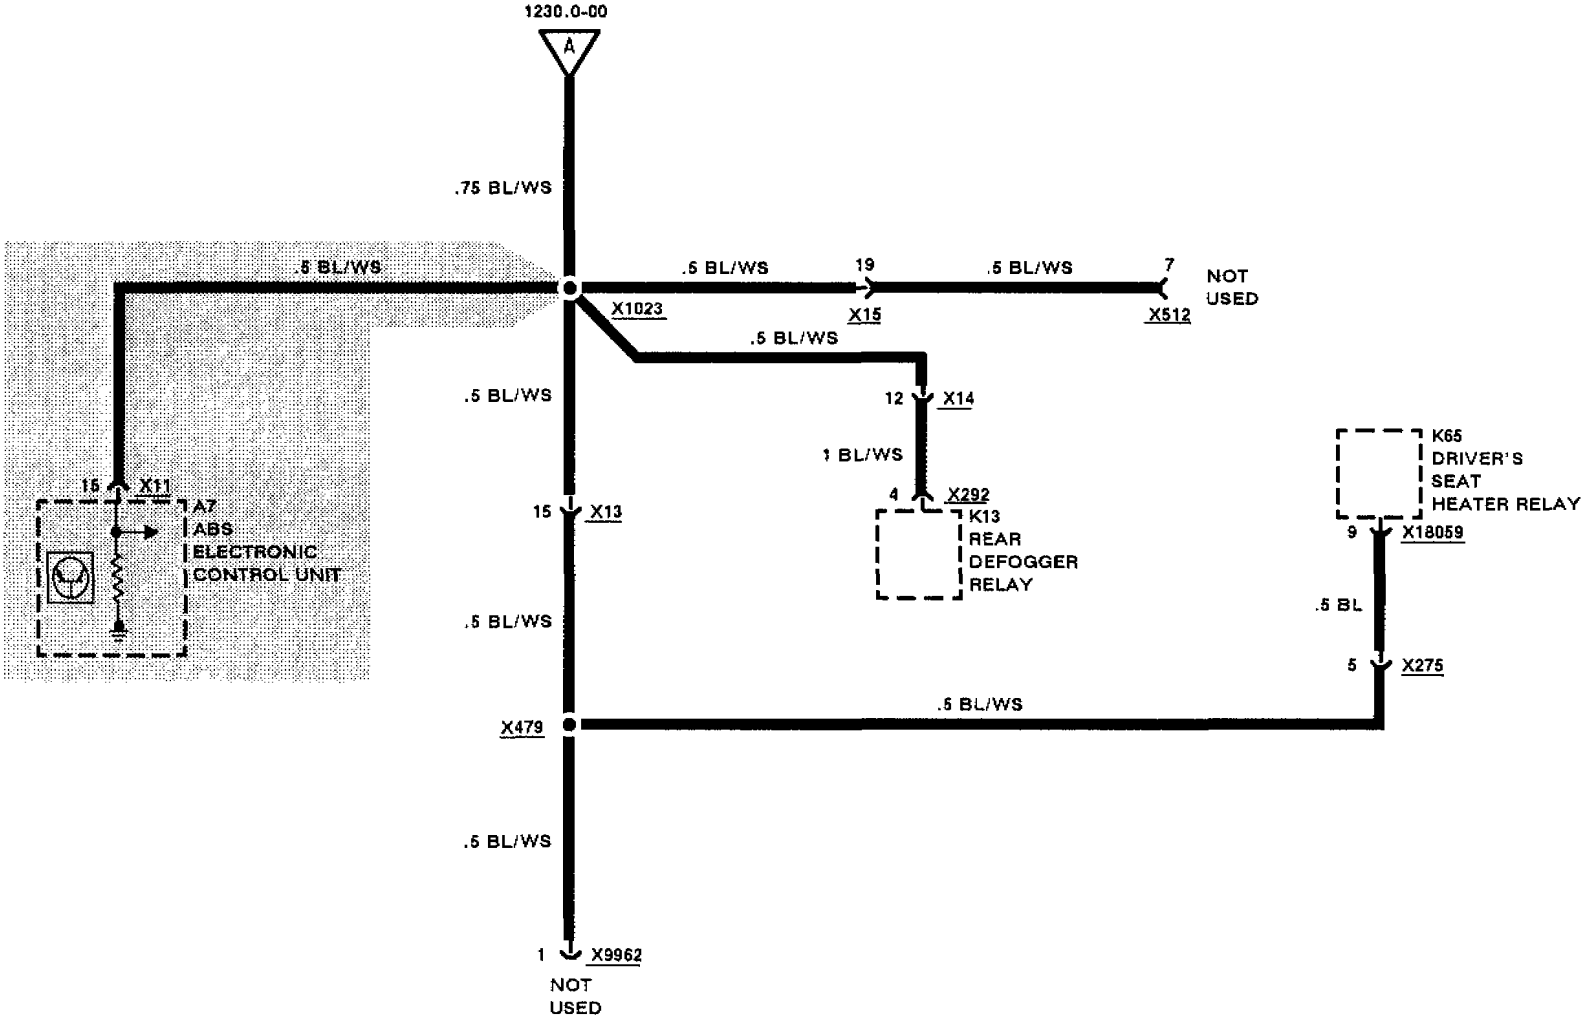 1230.0-00
A
.75 BL/WS
.5 BL/WS
.5 BL/WS
19
.5 BL/WS
7
NOT
USED
X1023
X15
X512
.5 BL/WS
.5 BL/WS
12
X14
1 BL/WS
K65
DRIVER'S
SEAT
HEATER RELAY
15
X11
4
X292
A7
ABS
ELECTRONIC
CONTROL UNIT
15
X13
K13
REAR
DEFOGGER
RELAY
9
X18059
.5 BL
.5 BL/WS
5
X275
.5 BL/WS
X479
.5 BL/WS
1
X9962
NOT
USED